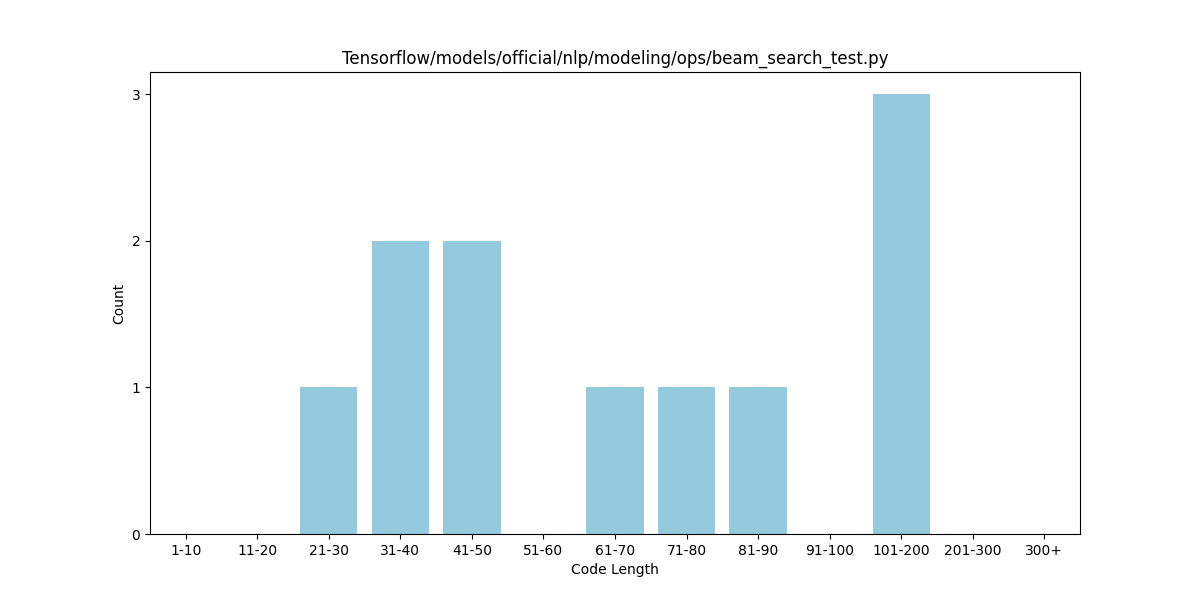 Tensorflow/models/official/nlp/modeling/ops/beam_search_test.py
3
2
1
0
Count
1-10 11-20 21-30 31-40 41-50 51-60 61-70 71-80 81-90 91-100 101-200 201-300 300+
Code Length